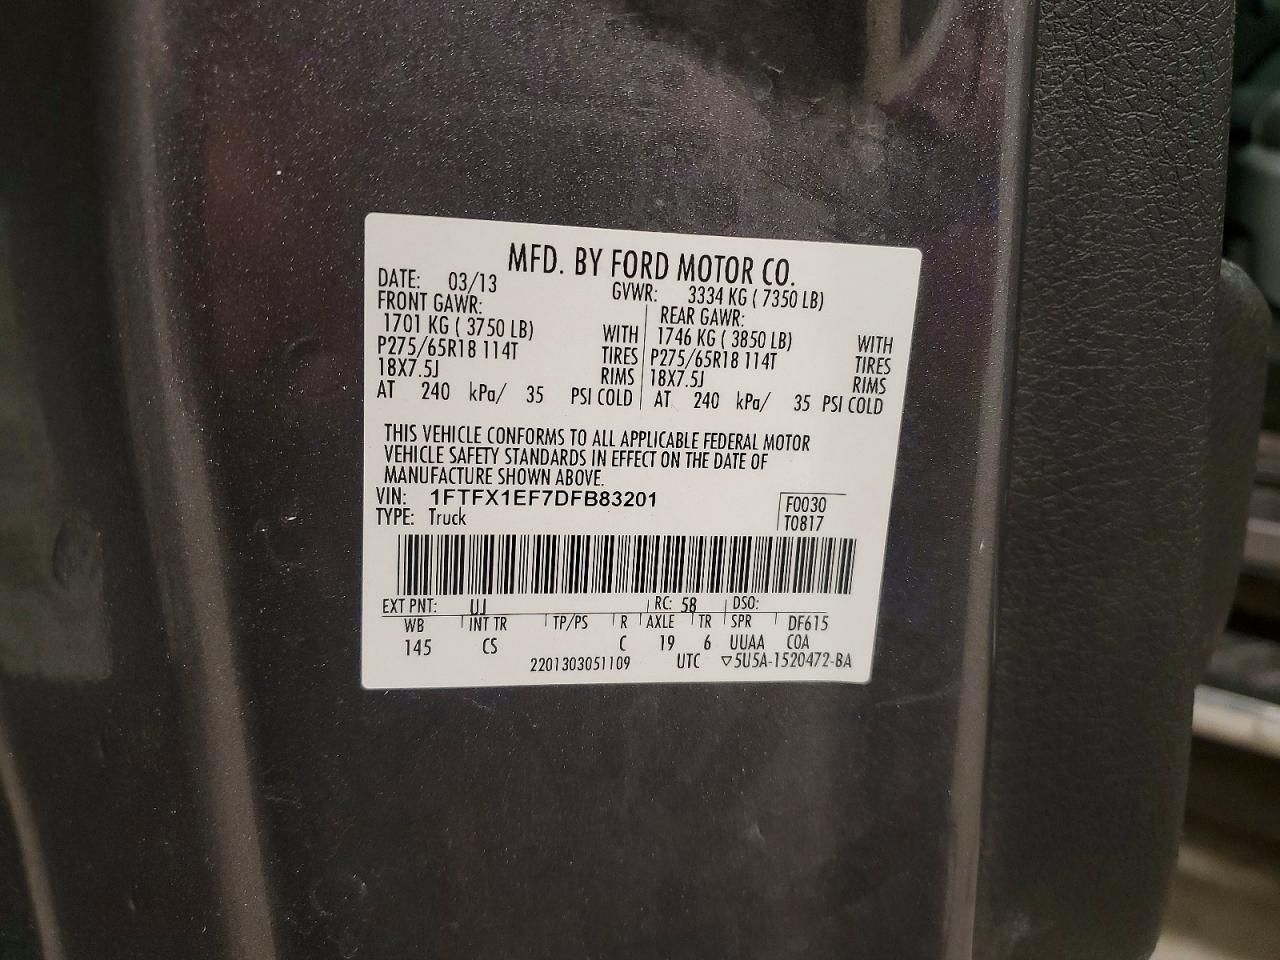 MFD. BY FORD MOTOR CO.
DATE: 03/13 GVWR: 3334 KG ( 7350 LB)
FRONT GAWR: REAR GAWR:
1701 KG ( 3750 LB) WITH 1746 KG ( 3850 LB) WITH
P275/65R18 114T TIRES P275/65R18 114T TIRES
18X7.5J RIMS 18X7.5J RIMS
AT 240 kPa/ 35 PSI COLD AT 240 kPa/ 35 PSI COLD
THIS VEHICLE CONFORMS TO ALL APPLICABLE FEDERAL MOTOR
VEHICLE SAFETY STANDARDS IN EFFECT ON THE DATE OF
MANUFACTURE SHOWN ABOVE.
VIN: 1FTFX1EF7DFB83201 F0030
TYPE: Truck T0817
EXT PNT: UJ RC: 58 DSO:
WB INT TR TP/PS R AXLE TR SPR DF615
145 CS C 19 6 UUAA COA
2201303051109 UTC ▽5U5A-1520472-BA